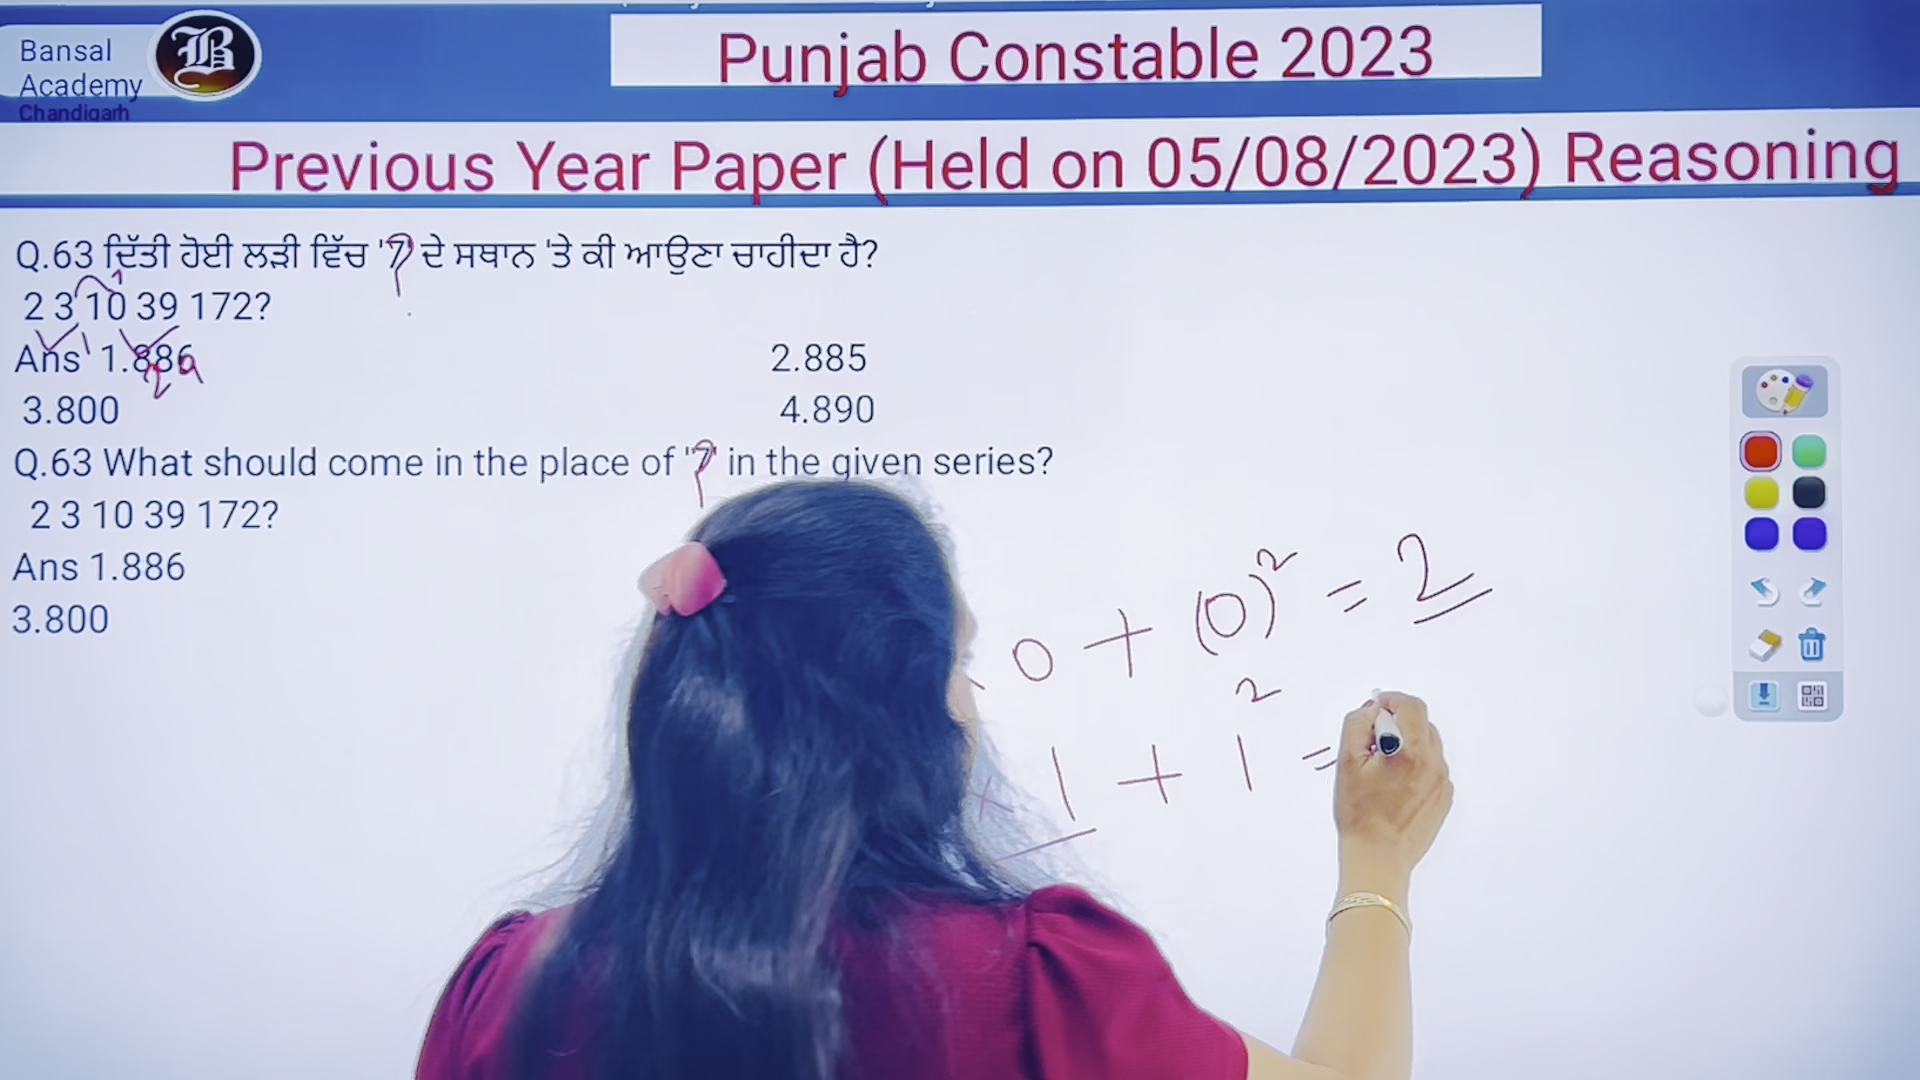 Bansal
Academy
Chandigarh
Punjab Constable 2023
Previous Year Paper (Held on 05/08/2023) Reasoning
Q.63 ਦਿੱਤੀ ਹੋਈ ਲੜੀ ਵਿੱਚ '?' ਦੇ ਸਥਾਨ 'ਤੇ ਕੀ ਆਉਣਾ ਚਾਹੀਦਾ ਹੈ?
1
2 3 10 39 172?
1
Ans 1.886 2.885
29
3.800 4.890
Q.63 What should come in the place of '?' in the given series?
2 3 10 39 172?
Ans 1.886
3.800
0 + (0)² = 2
× 1 + 1² =